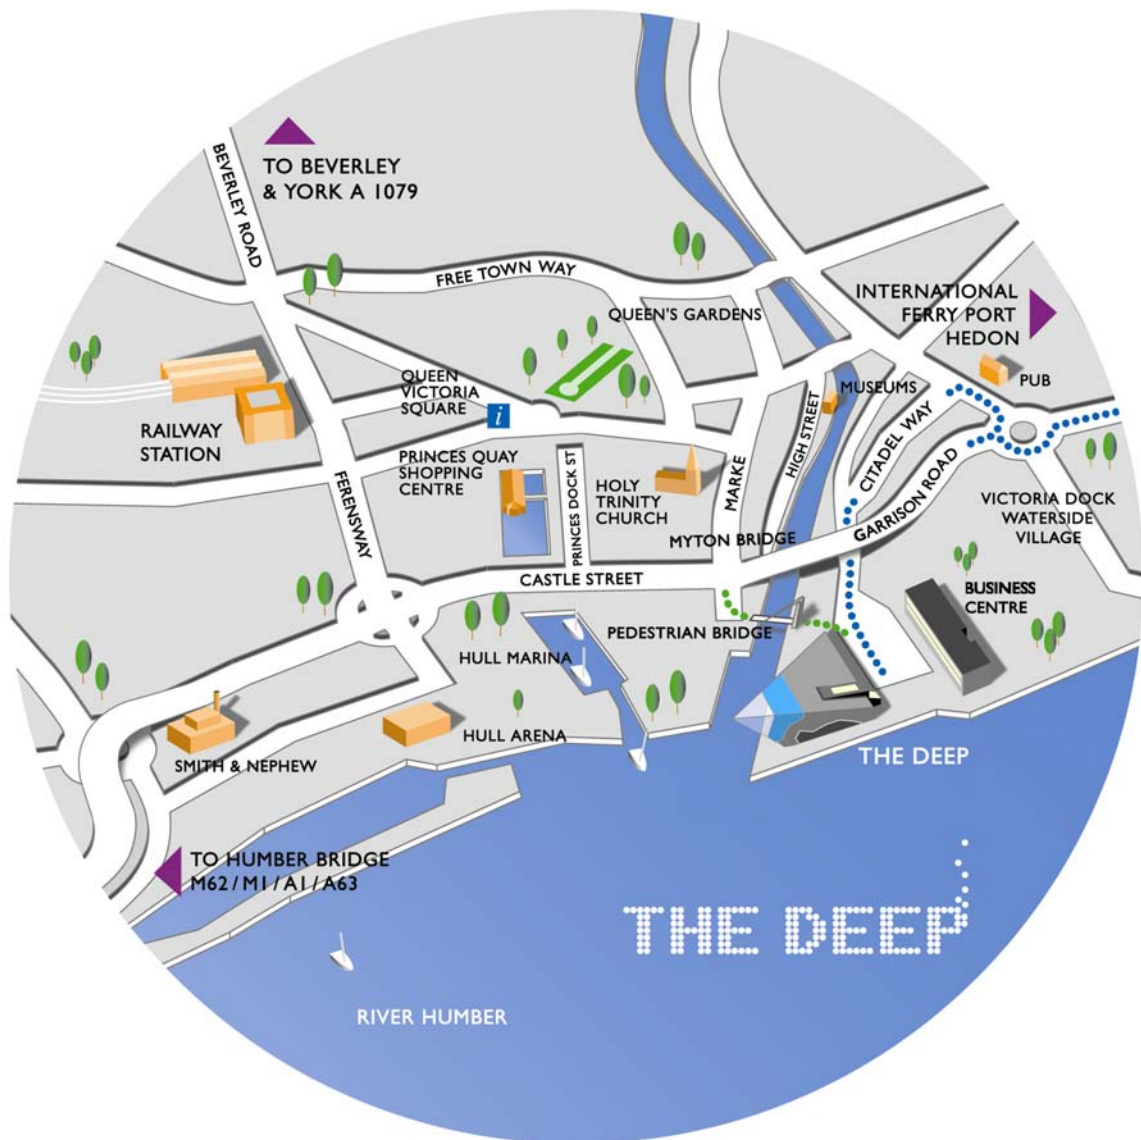 TO BEVERLEY
& YORK A 1079
BEVERLEY ROAD
FREE TOWN WAY
QUEEN'S GARDENS
INTERNATIONAL
FERRY PORT
HEDON
PUB
MUSEUMS
QUEEN
VICTORIA
SQUARE
i
RAILWAY
STATION
FERENSWAY
PRINCES QUAY
SHOPPING
CENTRE
PRINCES DOCK ST
HOLY
TRINITY
CHURCH
MARKE
HIGH STREET
CITADEL WAY
GARRISON ROAD
VICTORIA DOCK
WATERSIDE
VILLAGE
MYTON BRIDGE
CASTLE STREET
BUSINESS
CENTRE
PEDESTRIAN BRIDGE
HULL MARINA
HULL ARENA
SMITH & NEPHEW
THE DEEP
TO HUMBER BRIDGE
M62 / M1 / A1 / A63
THE DEEP
RIVER HUMBER